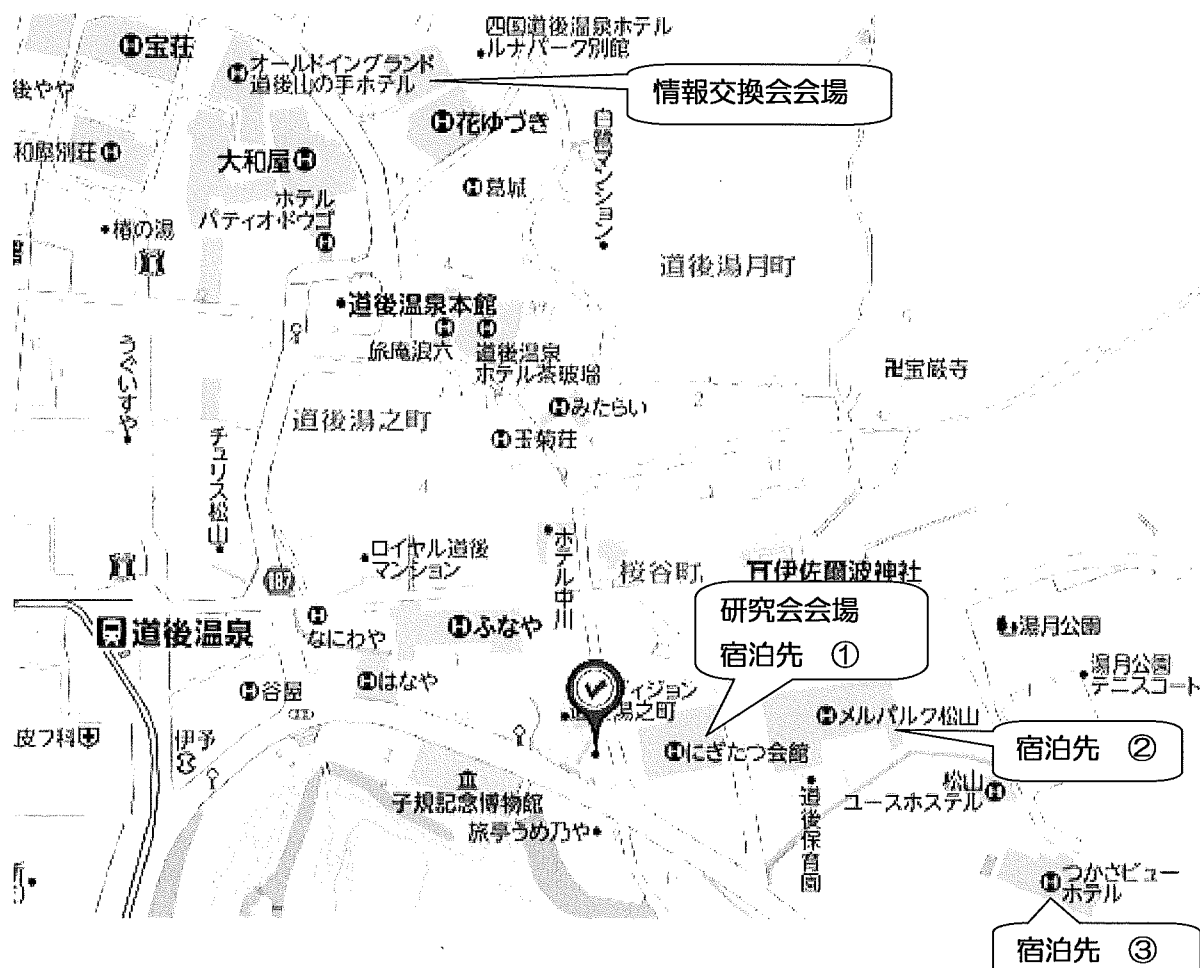 四国道後温泉ホテル
ルナパーク別館
宝荘
オールドイングランド
道後山の手ホテル
情報交換会会場
後やや
花ゆづき
白鷺マンション
和屋別荘
大和屋
葛城
ホテル
パティオ・ドウゴ
椿の湯
道後湯月町
道後温泉本館
旅庵浪六
道後温泉
ホテル茶玻瑠
うぐいすや
卍宝厳寺
みたらい
道後湯之町
玉菊荘
チュリス松山
ロイヤル道後
マンション
ホテル中川
桜谷町
伊佐爾波神社
187
研究会会場
宿泊先 ①
道後温泉
なにわや
ふなや
湯月公園
湯月公園
テニスコート
谷屋
はなや
ィジョン
湯之町
メルパルク松山
皮フ科
伊予
にぎたつ会館
宿泊先 ②
子規記念博物館
松山
ユースホステル
旅亭うめ乃や
道後保育園
つかさビュー
ホテル
宿泊先 ③